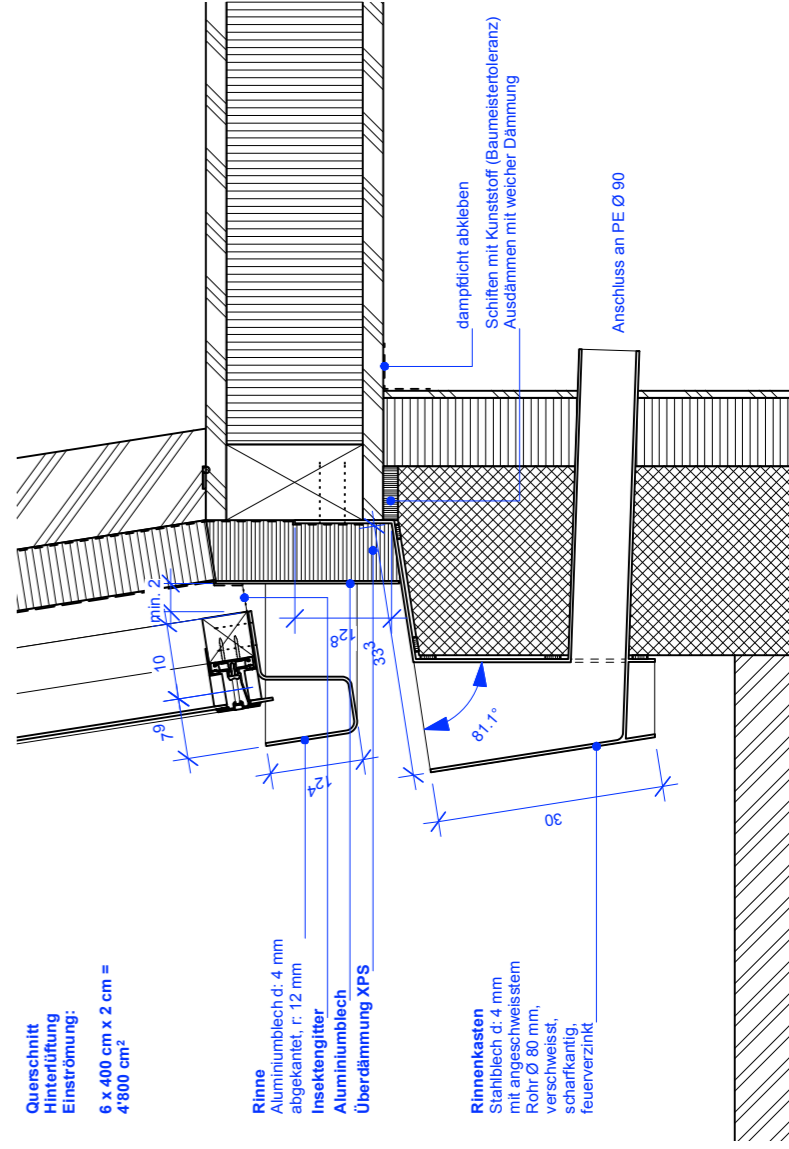 Querschnitt
Hinterlüftung
Einströmung:
6 x 400 cm x 2 cm =
4'800 cm²
Rinne
Aluminiumblech d: 4 mm
abgekantet, r: 12 mm
Insektengitter
Aluminiumblech
Überdämmung XPS
Rinnenkasten
Stahlblech d: 4 mm
mit angeschweisstem
Rohr Ø 80 mm,
verschweisst,
scharfkantig,
feuerverzinkt
7⁹
10
min. 2
12⁴
12⁸
33³
81.1°
30
dampfdicht abkleben
Schiften mit Kunststoff (Baumeistertoleranz)
Ausdämmen mit weicher Dämmung
Anschluss an PE Ø 90